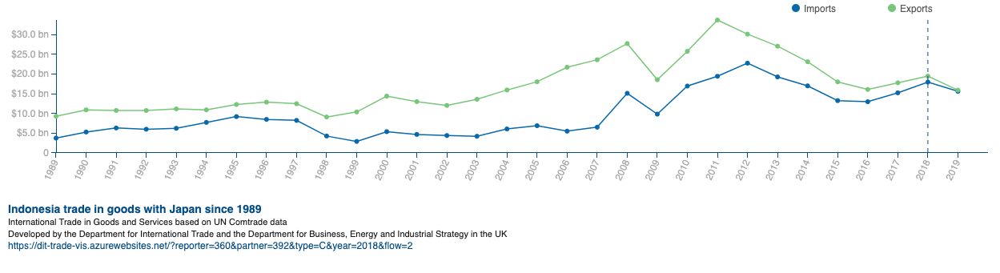 Imports Exports
$30.0 bn
$25.0 bn
$20.0 bn
$15.0 bn
$10.0 bn
$5.0 bn
0
1989 1990 1991 1992 1993 1994 1995 1996 1997 1998 1999 2000 2001 2002 2003 2004 2005 2006 2007 2008 2009 2010 2011 2012 2013 2014 2015 2016 2017 2018 2019
Indonesia trade in goods with Japan since 1989
International Trade in Goods and Services based on UN Comtrade data
Developed by the Department for International Trade and the Department for Business, Energy and Industrial Strategy in the UK
https://dit-trade-vis.azurewebsites.net/?reporter=360&partner=392&type=C&year=2018&flow=2